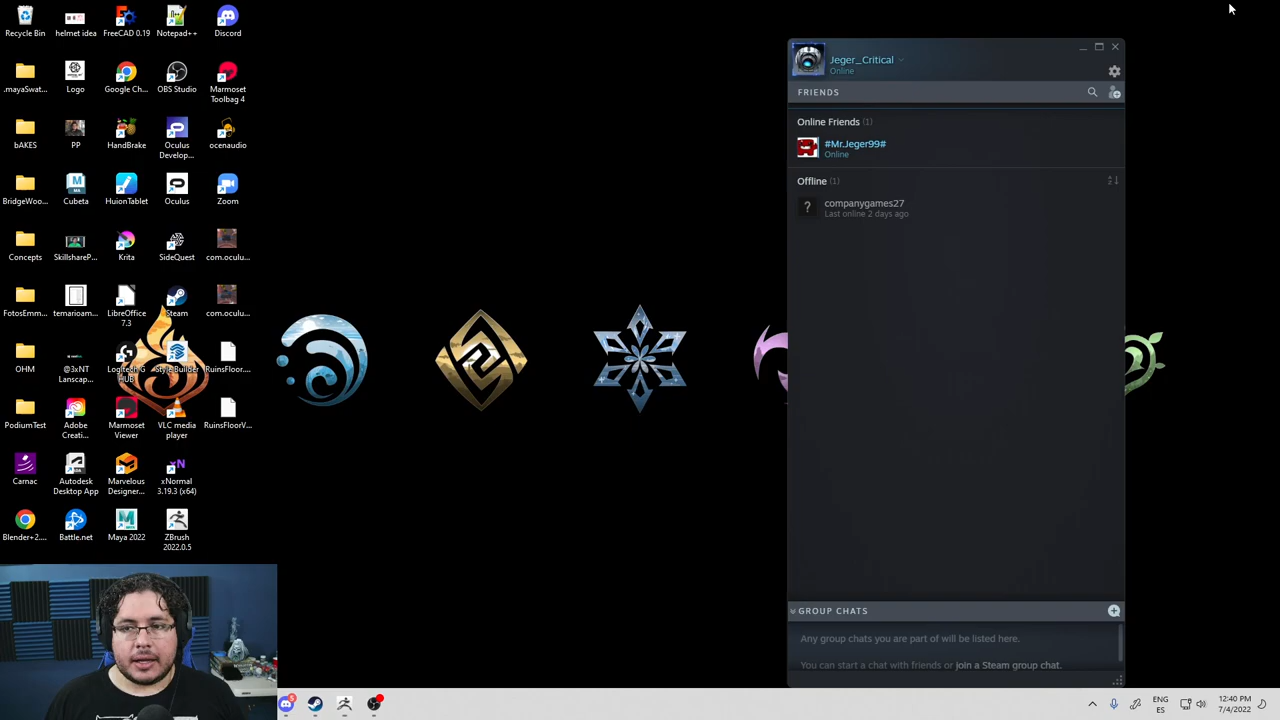 Recycle Bin
helmet idea
FreeCAD 0.19
Notepad++
Discord
.mayaSwat...
Logo
Google Ch...
OBS Studio
Marmoset
Toolbag 4
bAKES
PP
HandBrake
Oculus
Develop...
ocenaudio
BridgeWoo...
Cubeta
HuionTablet
Oculus
Zoom
Concepts
SkillshareP...
Krita
SideQuest
com.oculu...
FotosEmm...
temarioam...
LibreOffice
7.3
Steam
com.oculu...
OHM
@3xNT
Lanscap...
Logitech G
HUB
Style Builder
RuinsFloor...
PodiumTest
Adobe
Creati...
Marmoset
Viewer
VLC media
player
RuinsFloorV...
Carnac
Autodesk
Desktop App
Marvelous
Designer...
xNormal
3.19.3 (x64)
Blender+2....
Battle.net
Maya 2022
ZBrush
2022.0.5
Jeger_Critical
Online
FRIENDS
Online Friends (1)
#Mr.Jeger99#
Online
Offline (1)
companygames27
Last online 2 days ago
GROUP CHATS
Any group chats you are part of will be listed here.
You can start a chat with friends or join a Steam group chat.
ENG
ES
12:40 PM
7/4/2022